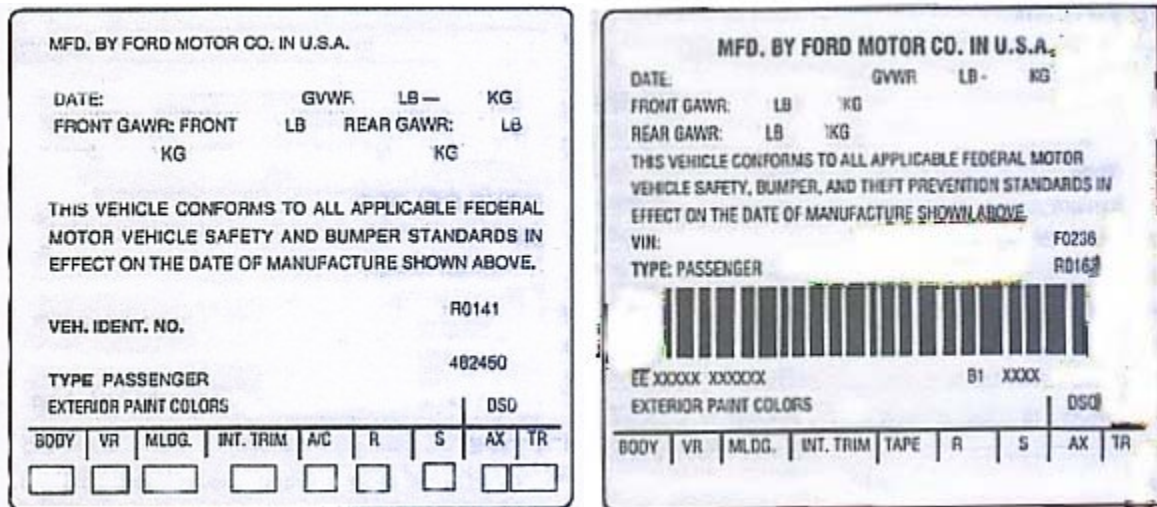 MFD. BY FORD MOTOR CO. IN U.S.A.
DATE: GVWR LB — KG
FRONT GAWR: FRONT LB REAR GAWR: LB
KG KG
THIS VEHICLE CONFORMS TO ALL APPLICABLE FEDERAL
MOTOR VEHICLE SAFETY AND BUMPER STANDARDS IN
EFFECT ON THE DATE OF MANUFACTURE SHOWN ABOVE.
R0141
VEH. IDENT. NO.
482450
TYPE PASSENGER
EXTERIOR PAINT COLORS DSO
BODY VR MLDG. INT. TRIM A/C R S AX TR
MFD. BY FORD MOTOR CO. IN U.S.A.
DATE: GVWR LB - KG
FRONT GAWR: LB KG
REAR GAWR: LB KG
THIS VEHICLE CONFORMS TO ALL APPLICABLE FEDERAL MOTOR
VEHICLE SAFETY, BUMPER, AND THEFT PREVENTION STANDARDS IN
EFFECT ON THE DATE OF MANUFACTURE SHOWN ABOVE.
VIN: F0236
TYPE: PASSENGER
EE XXXXX XXXXXX B1 XXXX
EXTERIOR PAINT COLORS DSO
BODY VR MLDG. INT. TRIM TAPE R S AX TR